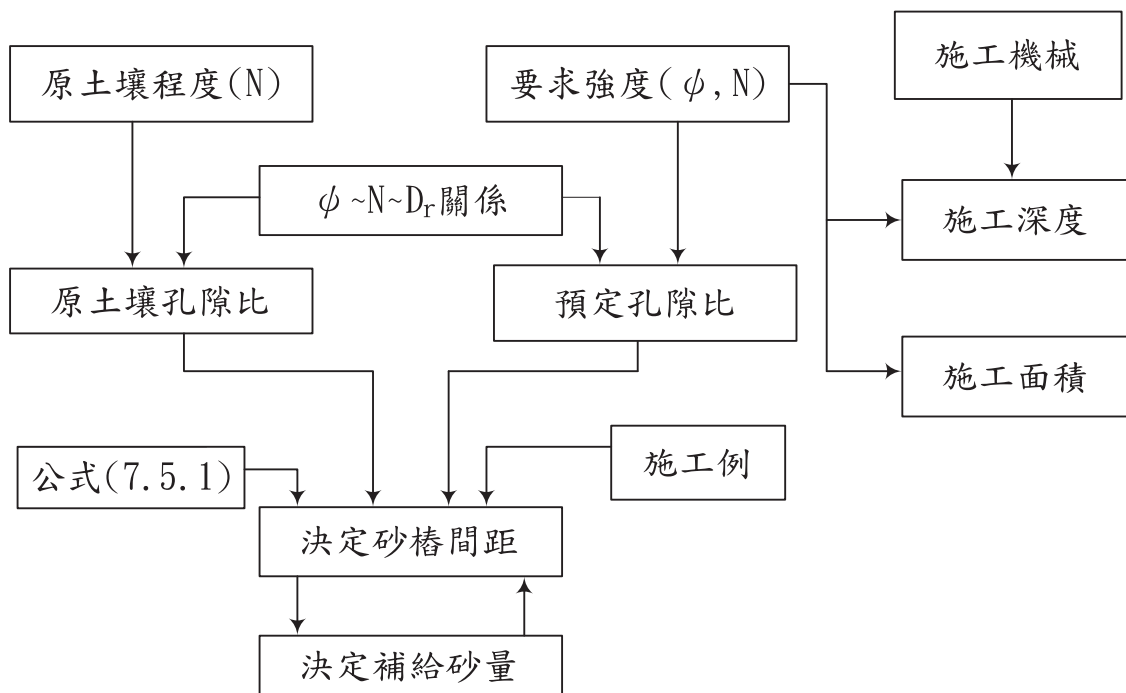 施工機械
原土壤程度(N)
要求強度(ϕ,N)
ϕ~N~Dr關係
施工深度
原土壤孔隙比
預定孔隙比
施工面積
公式(7.5.1)
施工例
決定砂樁間距
決定補給砂量